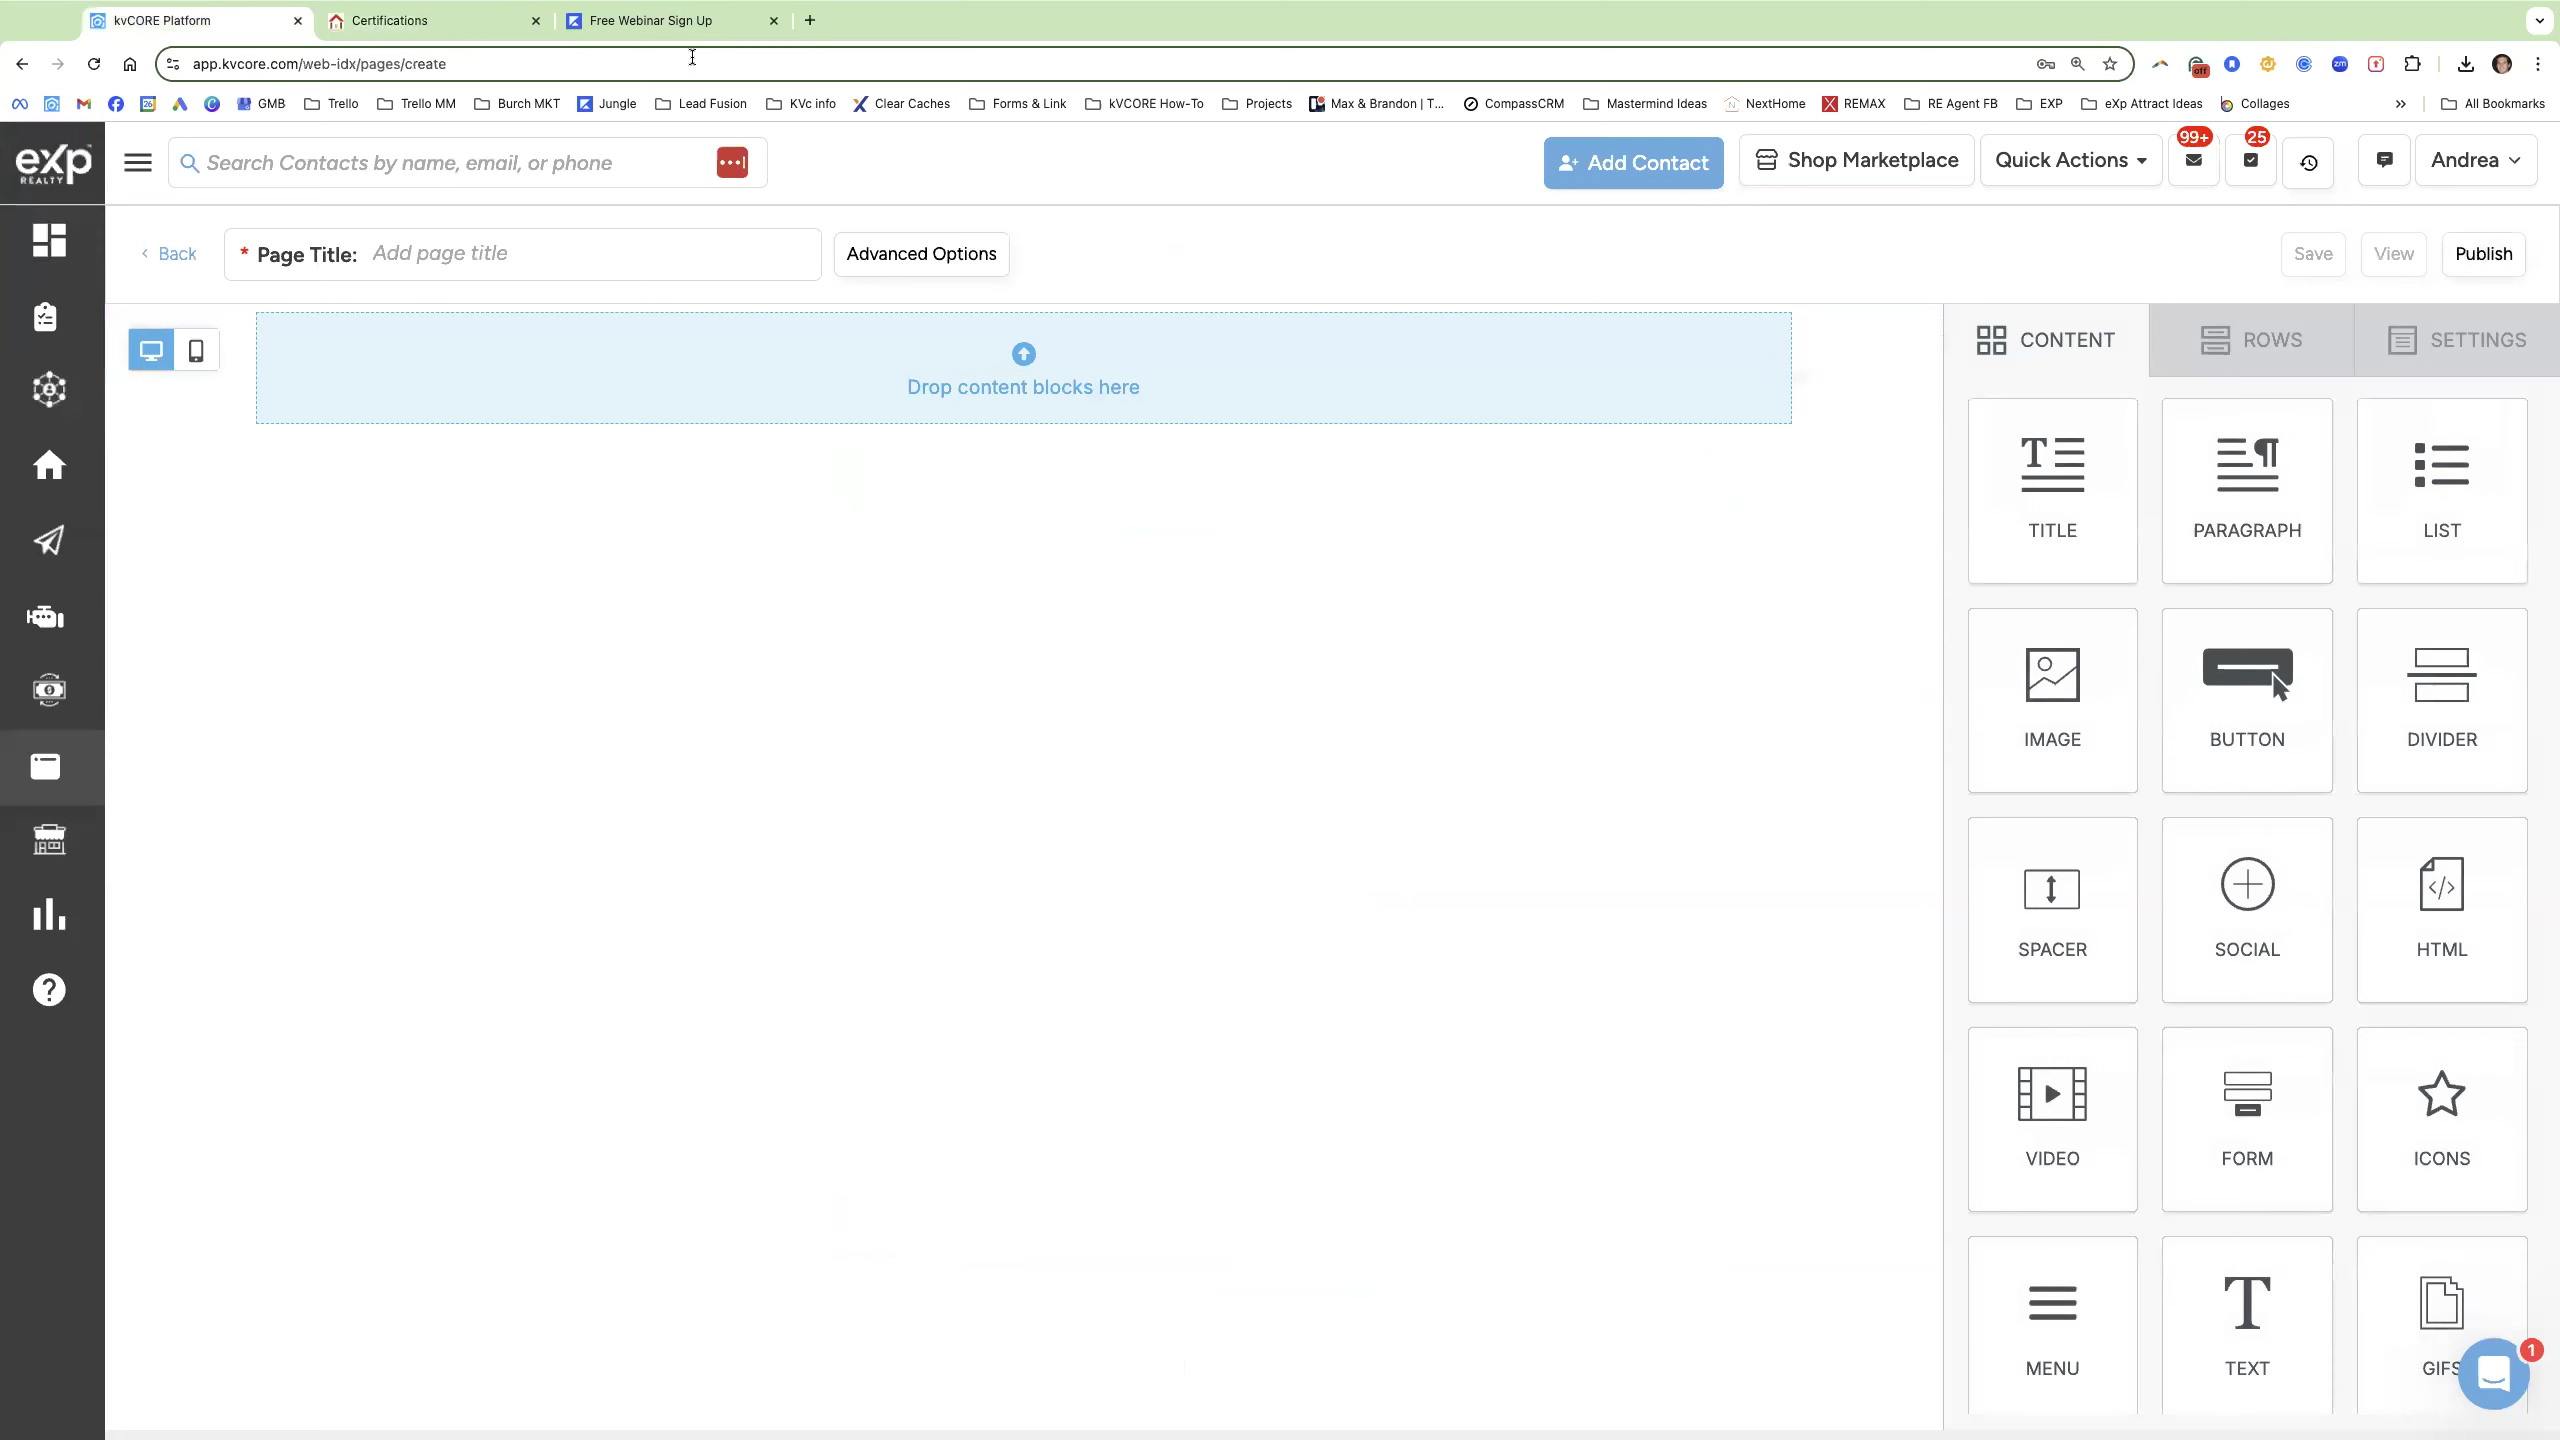 kvCORE Platform
Certifications
Free Webinar Sign Up
app.kvcore.com/web-idx/pages/create
off
26
zm
GMB
Trello
Trello MM
Burch MKT
Jungle
Lead Fusion
KVc info
Clear Caches
Forms & Link
kVCORE How-To
Projects
Max & Brandon | T...
CompassCRM
Mastermind Ideas
NextHome
REMAX
RE Agent FB
EXP
eXp Attract Ideas
Collages
All Bookmarks
eXp
REALTY
Search Contacts by name, email, or phone
Add Contact
Shop Marketplace
Quick Actions
99+
25
Andrea
Back
* Page Title: Add page title
Advanced Options
Save
View
Publish
Drop content blocks here
CONTENT
ROWS
SETTINGS
TITLE
PARAGRAPH
LIST
IMAGE
BUTTON
DIVIDER
SPACER
SOCIAL
HTML
VIDEO
FORM
ICONS
MENU
TEXT
GIFS
1